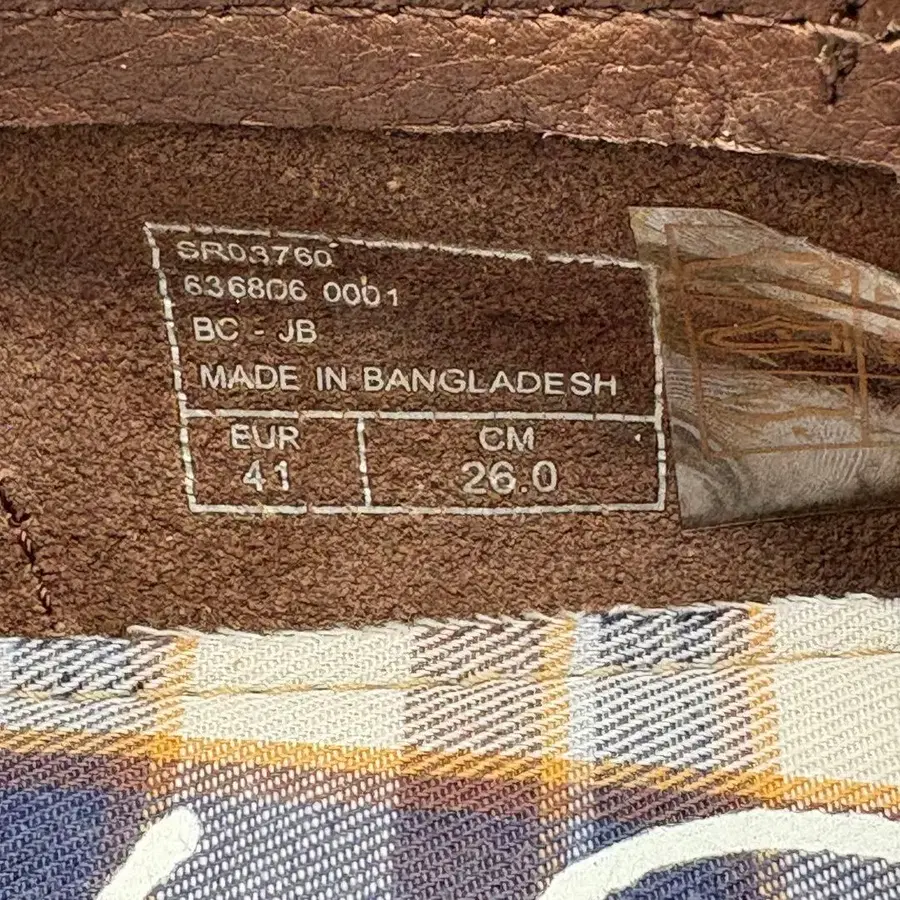 SR03760
636806 0001
BC - JB
MADE IN BANGLADESH
EUR CM
41 26.0